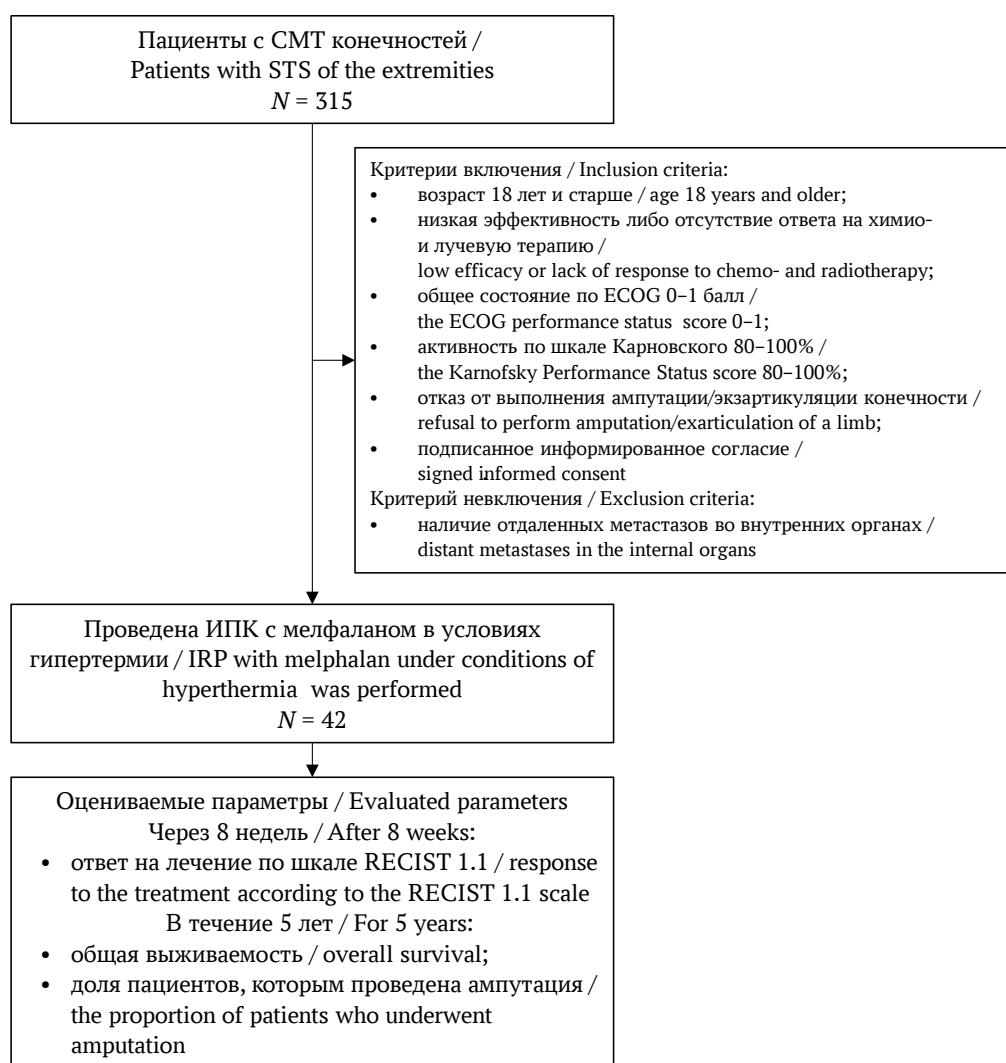 Пациенты с СМТ конечностей /
Patients with STS of the extremities
N = 315
Критерии включения / Inclusion criteria:
• возраст 18 лет и старше / age 18 years and older;
• низкая эффективность либо отсутствие ответа на химио-
и лучевую терапию /
low efficacy or lack of response to chemo- and radiotherapy;
• общее состояние по ECOG 0–1 балл /
the ECOG performance status score 0–1;
• активность по шкале Карновского 80–100% /
the Karnofsky Performance Status score 80–100%;
• отказ от выполнения ампутации/экзартикуляции конечности /
refusal to perform amputation/exarticulation of a limb;
• подписанное информированное согласие /
signed informed consent
Критерий невключения / Exclusion criteria:
• наличие отдаленных метастазов во внутренних органах /
distant metastases in the internal organs
Проведена ИПК с мелфаланом в условиях
гипертермии / IRP with melphalan under conditions of
hyperthermia was performed
N = 42
Оцениваемые параметры / Evaluated parameters
Через 8 недель / After 8 weeks:
• ответ на лечение по шкале RECIST 1.1 / response
to the treatment according to the RECIST 1.1 scale
В течение 5 лет / For 5 years:
• общая выживаемость / overall survival;
• доля пациентов, которым проведена ампутация /
the proportion of patients who underwent
amputation